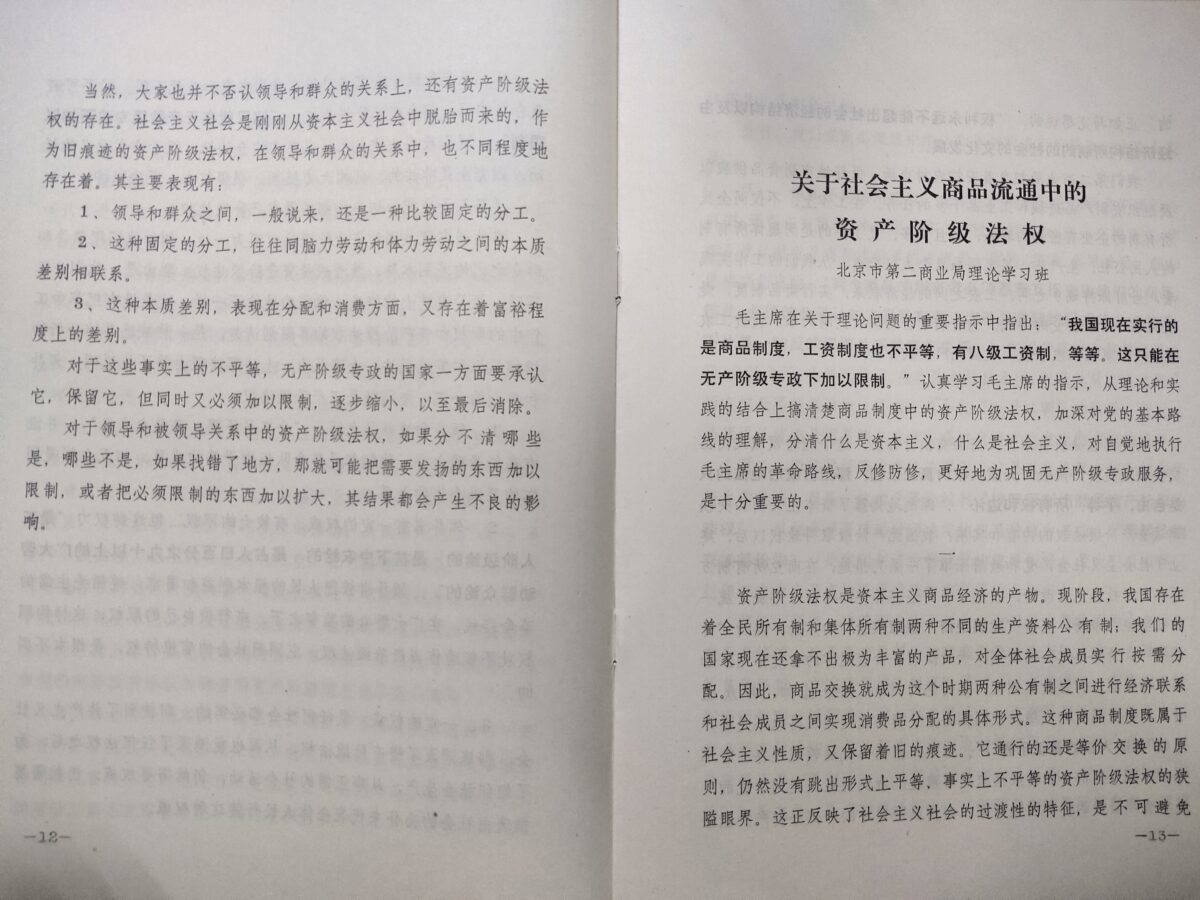 当然，大家也并不否认领导和群众的关系上，还有资产阶级法
权的存在。社会主义社会是刚刚从资本主义社会中脱胎而来的，作
为旧痕迹的资产阶级法权，在领导和群众的关系中，也不同程度地
存在着。其主要表现有：
1、领导和群众之间，一般说来，还是一种比较固定的分工。
2、这种固定的分工，往往同脑力劳动和体力劳动之间的本质
差别相联系。
3、这种本质差别，表现在分配和消费方面，又存在着富裕程
度上的差别。
对于这些事实上的不平等，无产阶级专政的国家一方面要承认
它，保留它，但同时又必须加以限制，逐步缩小，以至最后消除。
对于领导和被领导关系中的资产阶级法权，如果分不清哪些
是，哪些不是，如果找错了地方，那就可能把需要发扬的东西加以
限制，或者把必须限制的东西加以扩大，其结果都会产生不良的影
响。
—12—
关于社会主义商品流通中的
资产阶级法权
北京市第二商业局理论学习班
毛主席在关于理论问题的重要指示中指出：“我国现在实行的
是商品制度，工资制度也不平等，有八级工资制，等等。这只能在
无产阶级专政下加以限制。”认真学习毛主席的指示，从理论和实
践的结合上搞清楚商品制度中的资产阶级法权，加深对党的基本路
线的理解，分清什么是资本主义，什么是社会主义，对自觉地执行
毛主席的革命路线，反修防修，更好地为巩固无产阶级专政服务，
是十分重要的。
一
资产阶级法权是资本主义商品经济的产物。现阶段，我国存在
着全民所有制和集体所有制两种不同的生产资料公有制；我们的
国家现在还拿不出极为丰富的产品，对全体社会成员实行按需分
配。因此，商品交换就成为这个时期两种公有制之间进行经济联系
和社会成员之间实现消费品分配的具体形式。这种商品制度既属于
社会主义性质，又保留着旧的痕迹。它通行的还是等价交换的原
则，仍然没有跳出形式上平等，事实上不平等的资产阶级法权的狭
隘眼界。这正反映了社会主义社会的过渡性的特征，是不可避免
—13—